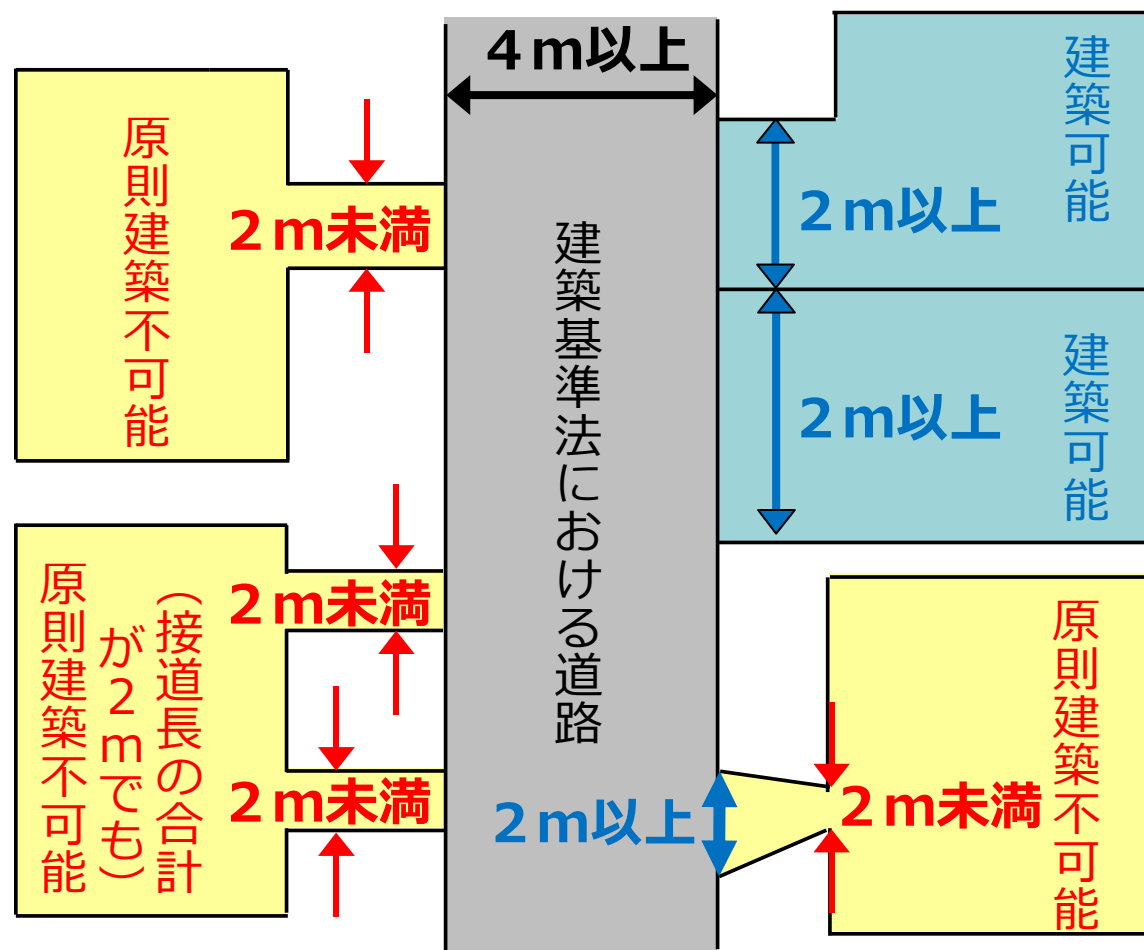 4m以上
原則建築不可能
2m未満
建築基準法における道路
建築可能
2m以上
建築可能
2m以上
(接道長の合計
が2mでも)
原則建築不可能
2m未満
2m未満
原則建築不可能
2m以上
2m未満